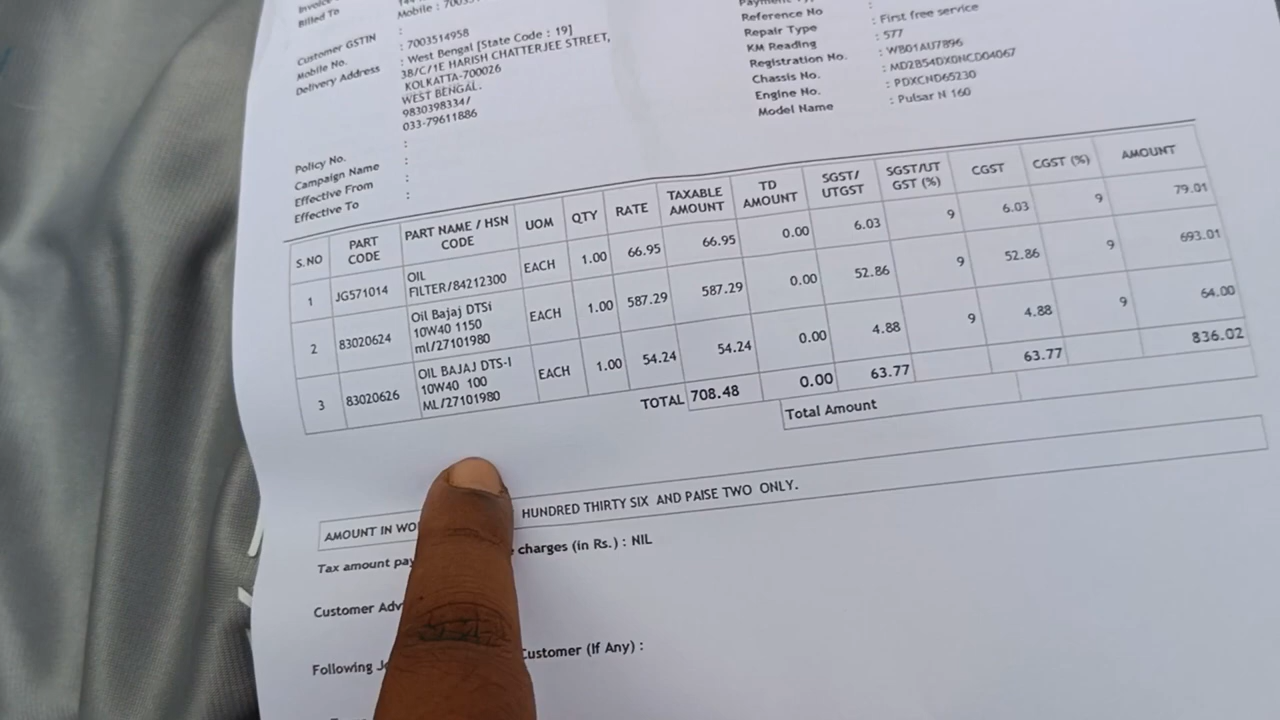 Invoice
Billed To
Mobile : 70035
Customer GSTIN :
Mobile No. : 7003514958
Delivery Address : West Bengal [State Code : 19]
38/C/1E HARISH CHATTERJEE STREET,
KOLKATTA-700026
WEST BENGAL.
9830398334/
033-79611886
Policy No. :
Campaign Name :
Effective From :
Effective To :
Reference No :
Repair Type : First free service
KM Reading : 577
Registration No. : WB01AU7896
Chassis No. : MD2B54DX0NCD04067
Engine No. : PDXCND65230
Model Name : Pulsar N 160
S.NO PART CODE PART NAME / HSN CODE UOM QTY RATE TAXABLE AMOUNT TD AMOUNT SGST/ UTGST SGST/UT GST (%) CGST CGST (%) AMOUNT
1 JG571014 OIL FILTER/84212300 EACH 1.00 66.95 66.95 0.00 6.03 9 6.03 9 79.01
2 83020624 Oil Bajaj DTSi 10W40 1150 ml/27101980 EACH 1.00 587.29 587.29 0.00 52.86 9 52.86 9 693.01
3 83020626 OIL BAJAJ DTS-I 10W40 100 ML/27101980 EACH 1.00 54.24 54.24 0.00 4.88 9 4.88 9 64.00
TOTAL 708.48 0.00 63.77 63.77 836.02
Total Amount
AMOUNT IN WO HUNDRED THIRTY SIX AND PAISE TWO ONLY.
Tax amount pay charges (in Rs.) : NIL
Customer Adv
Following Jo Customer (If Any) :